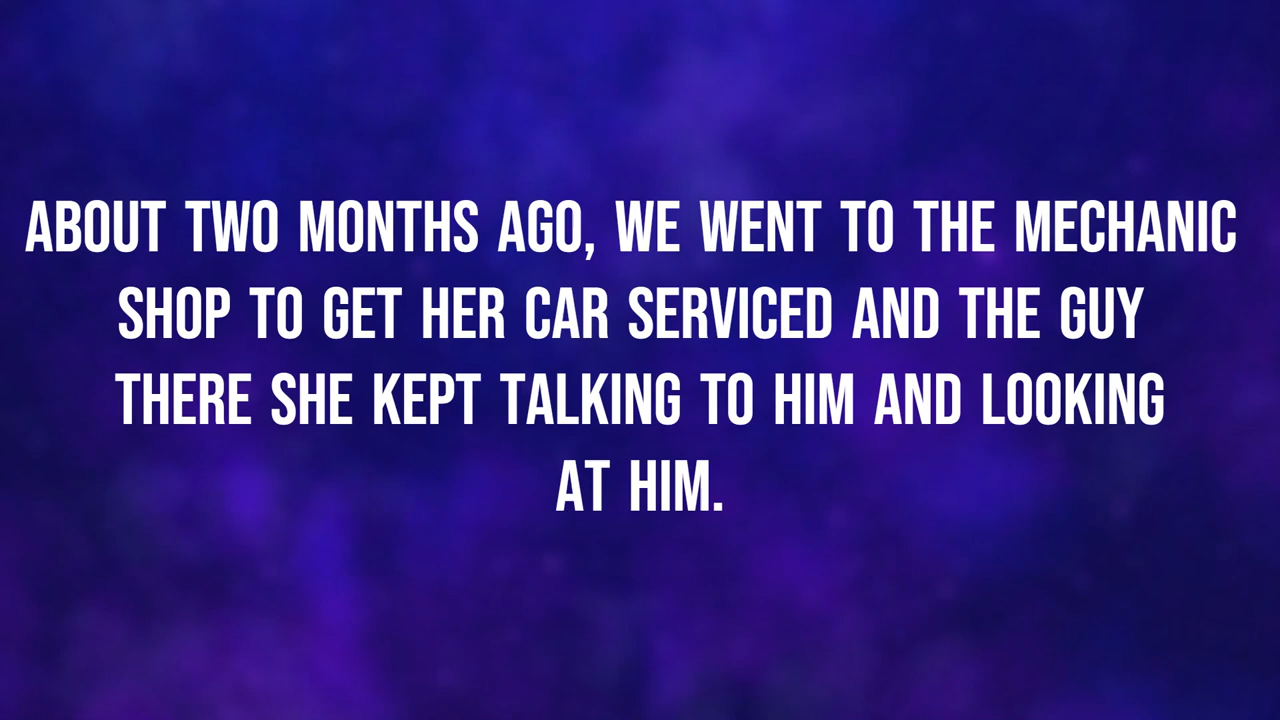 ABOUT TWO MONTHS AGO, WE WENT TO THE MECHANIC
SHOP TO GET HER CAR SERVICED AND THE GUY
THERE SHE KEPT TALKING TO HIM AND LOOKING
AT HIM.